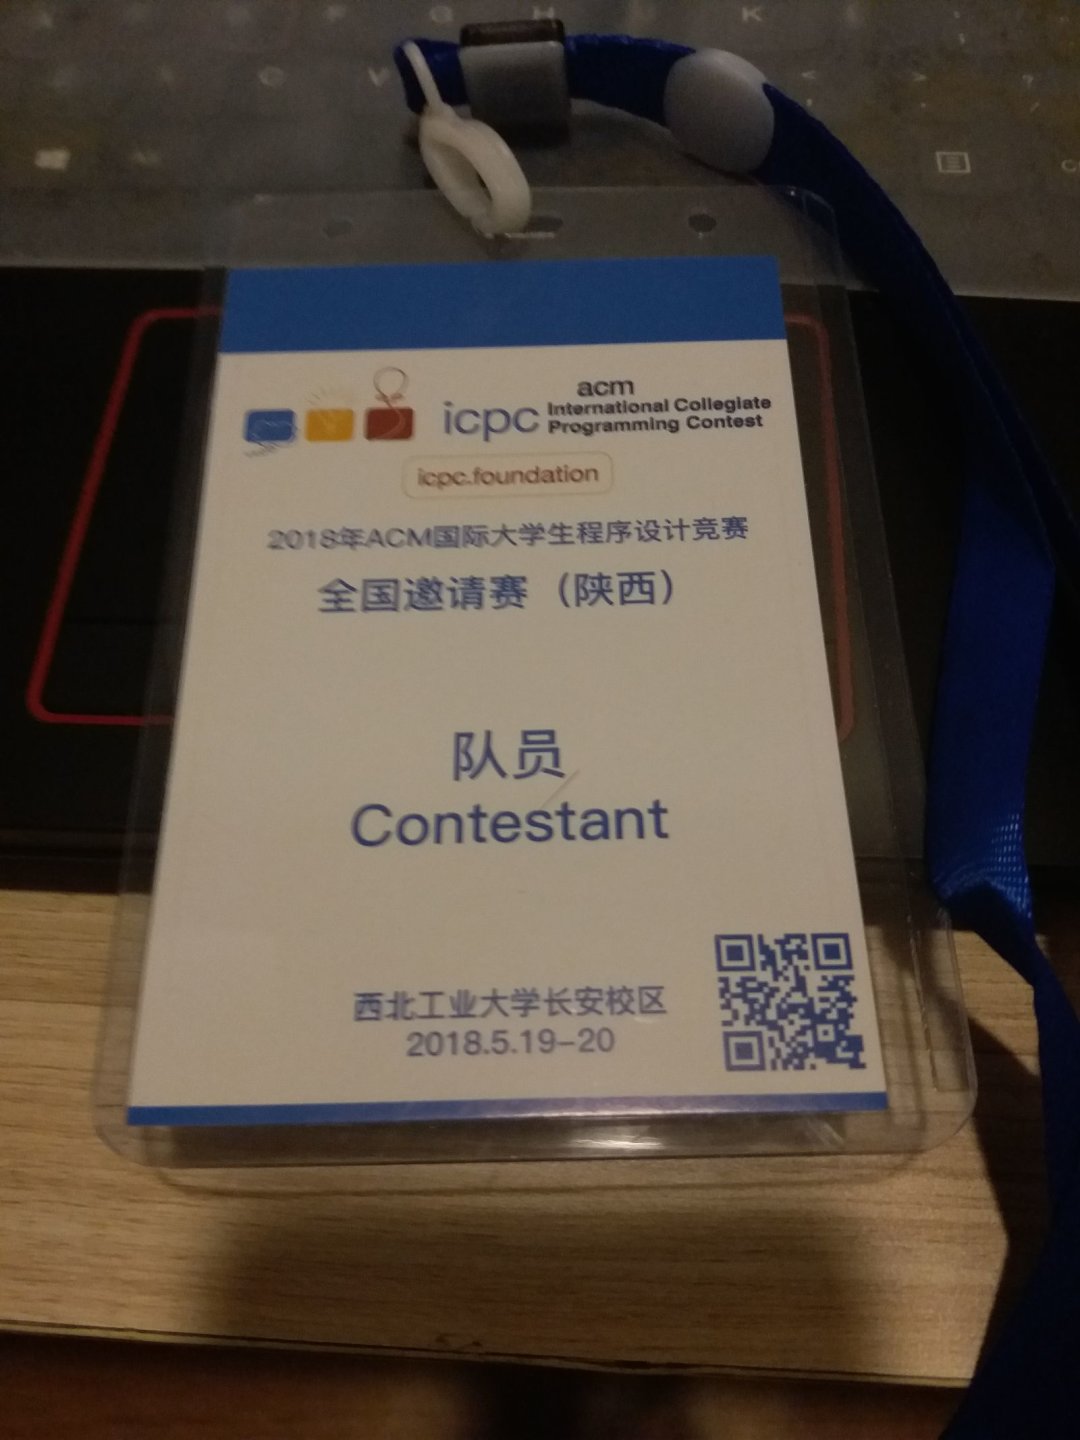 G H K
C V < > ?
acm
icpc International Collegiate
Programming Contest
icpc.foundation
2018年ACM国际大学生程序设计竞赛
全国邀请赛（陕西）
队员
Contestant
西北工业大学长安校区
2018.5.19-20